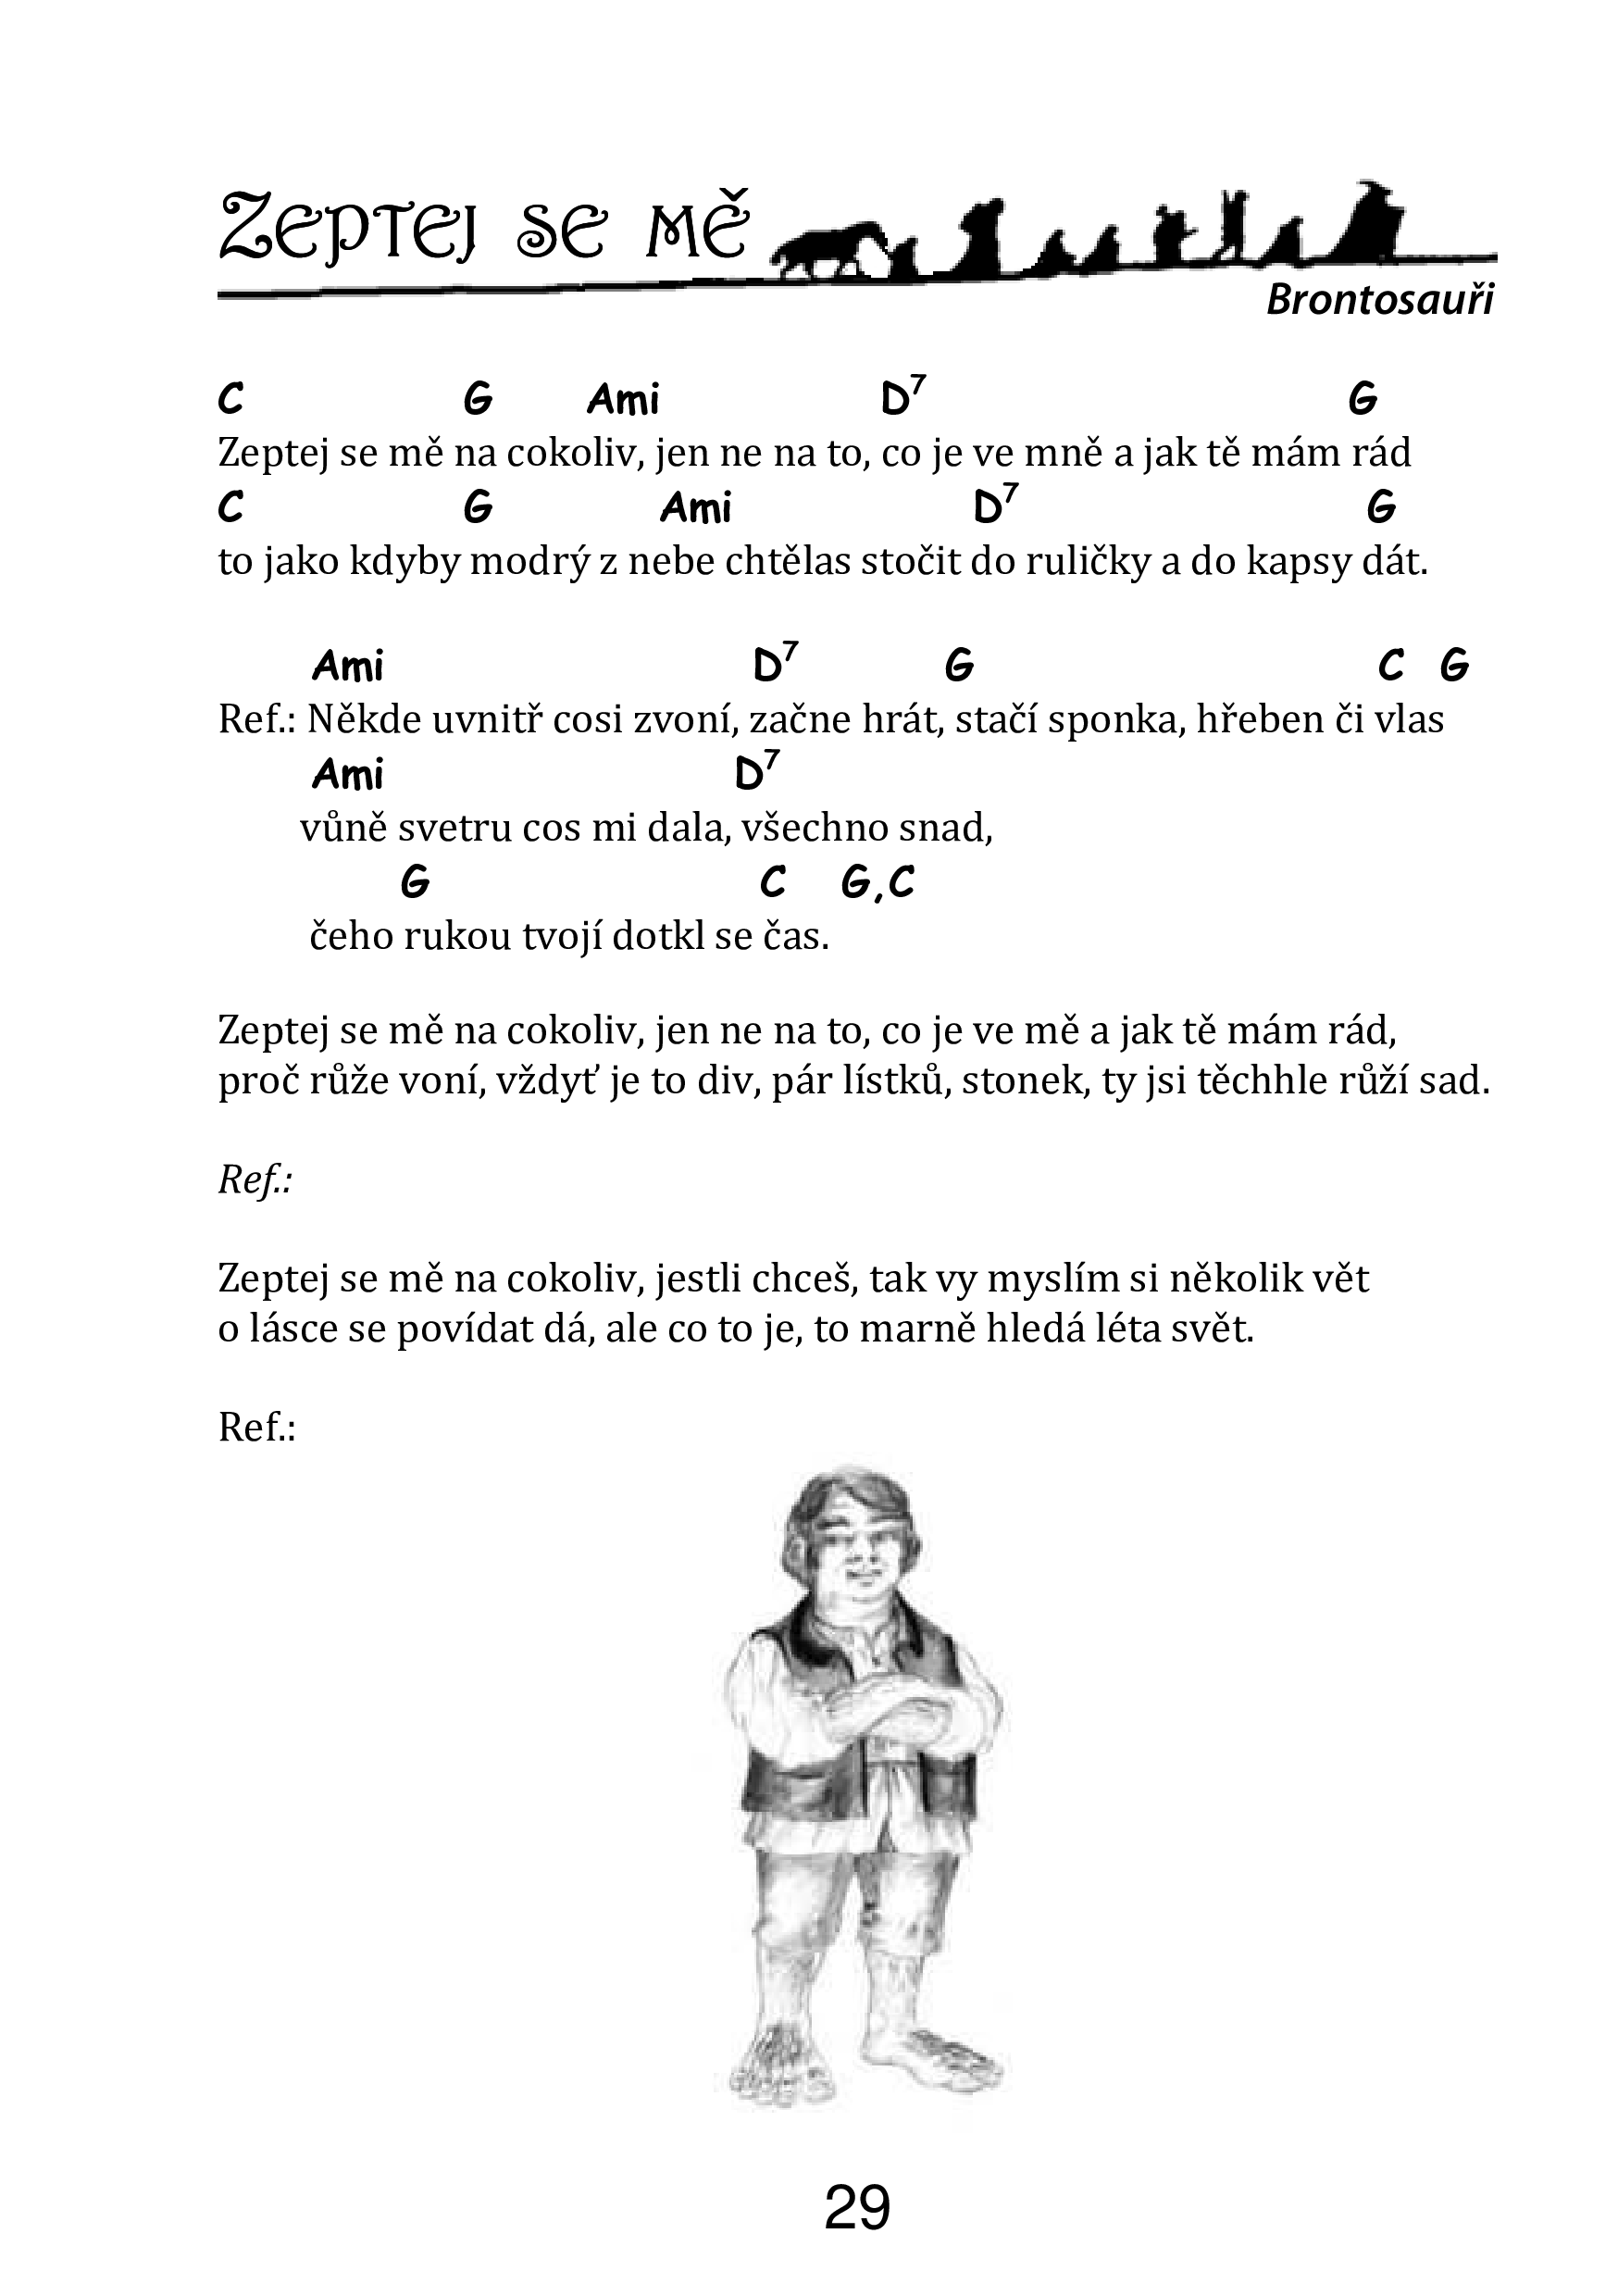 Zeptej se mě
Brontosauři
C G Ami D7 G
Zeptej se mě na cokoliv, jen ne na to, co je ve mně a jak tě mám rád
C G Ami D7 G
to jako kdyby modrý z nebe chtělas stočit do ruličky a do kapsy dát.
Ami D7 G C G
Ref.: Někde uvnitř cosi zvoní, začne hrát, stačí sponka, hřeben či vlas
Ami D7
vůně svetru cos mi dala, všechno snad,
G C G,C
čeho rukou tvojí dotkl se čas.
Zeptej se mě na cokoliv, jen ne na to, co je ve mě a jak tě mám rád,
proč růže voní, vždyť je to div, pár lístků, stonek, ty jsi těchhle růží sad.
Ref.:
Zeptej se mě na cokoliv, jestli chceš, tak vy myslím si několik vět
o lásce se povídat dá, ale co to je, to marně hledá léta svět.
Ref.:
29